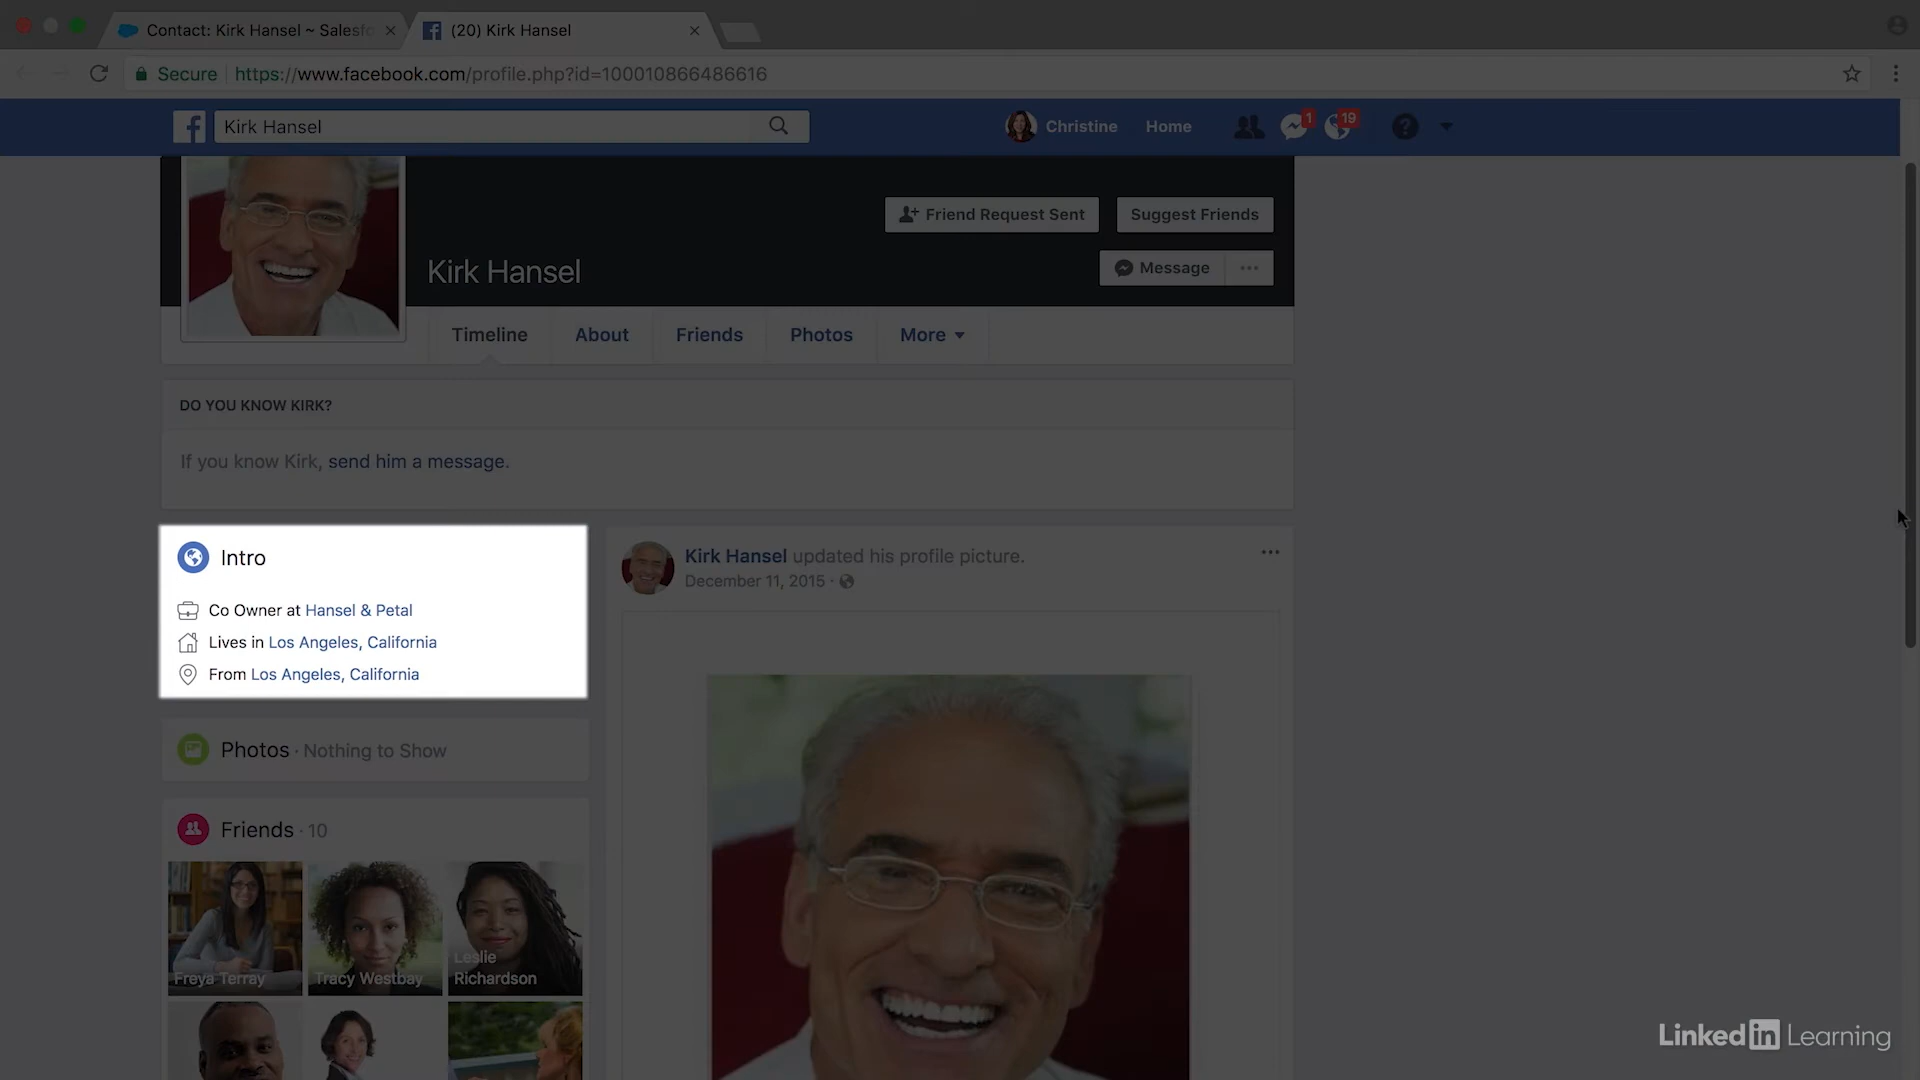 Contact: Kirk Hansel ~ Salesfo
(20) Kirk Hansel
Secure
https://www.facebook.com/profile.php?id=100010866486616
Kirk Hansel
Christine
Home
1
19
Friend Request Sent
Suggest Friends
Kirk Hansel
Message
Timeline
About
Friends
Photos
More
DO YOU KNOW KIRK?
If you know Kirk, send him a message.
Intro
Co Owner at Hansel & Petal
Lives in Los Angeles, California
From Los Angeles, California
Kirk Hansel updated his profile picture.
December 11, 2015 ·
Photos · Nothing to Show
Friends · 10
Freya Terray
Tracy Westbay
Leslie
Richardson
Linked in Learning